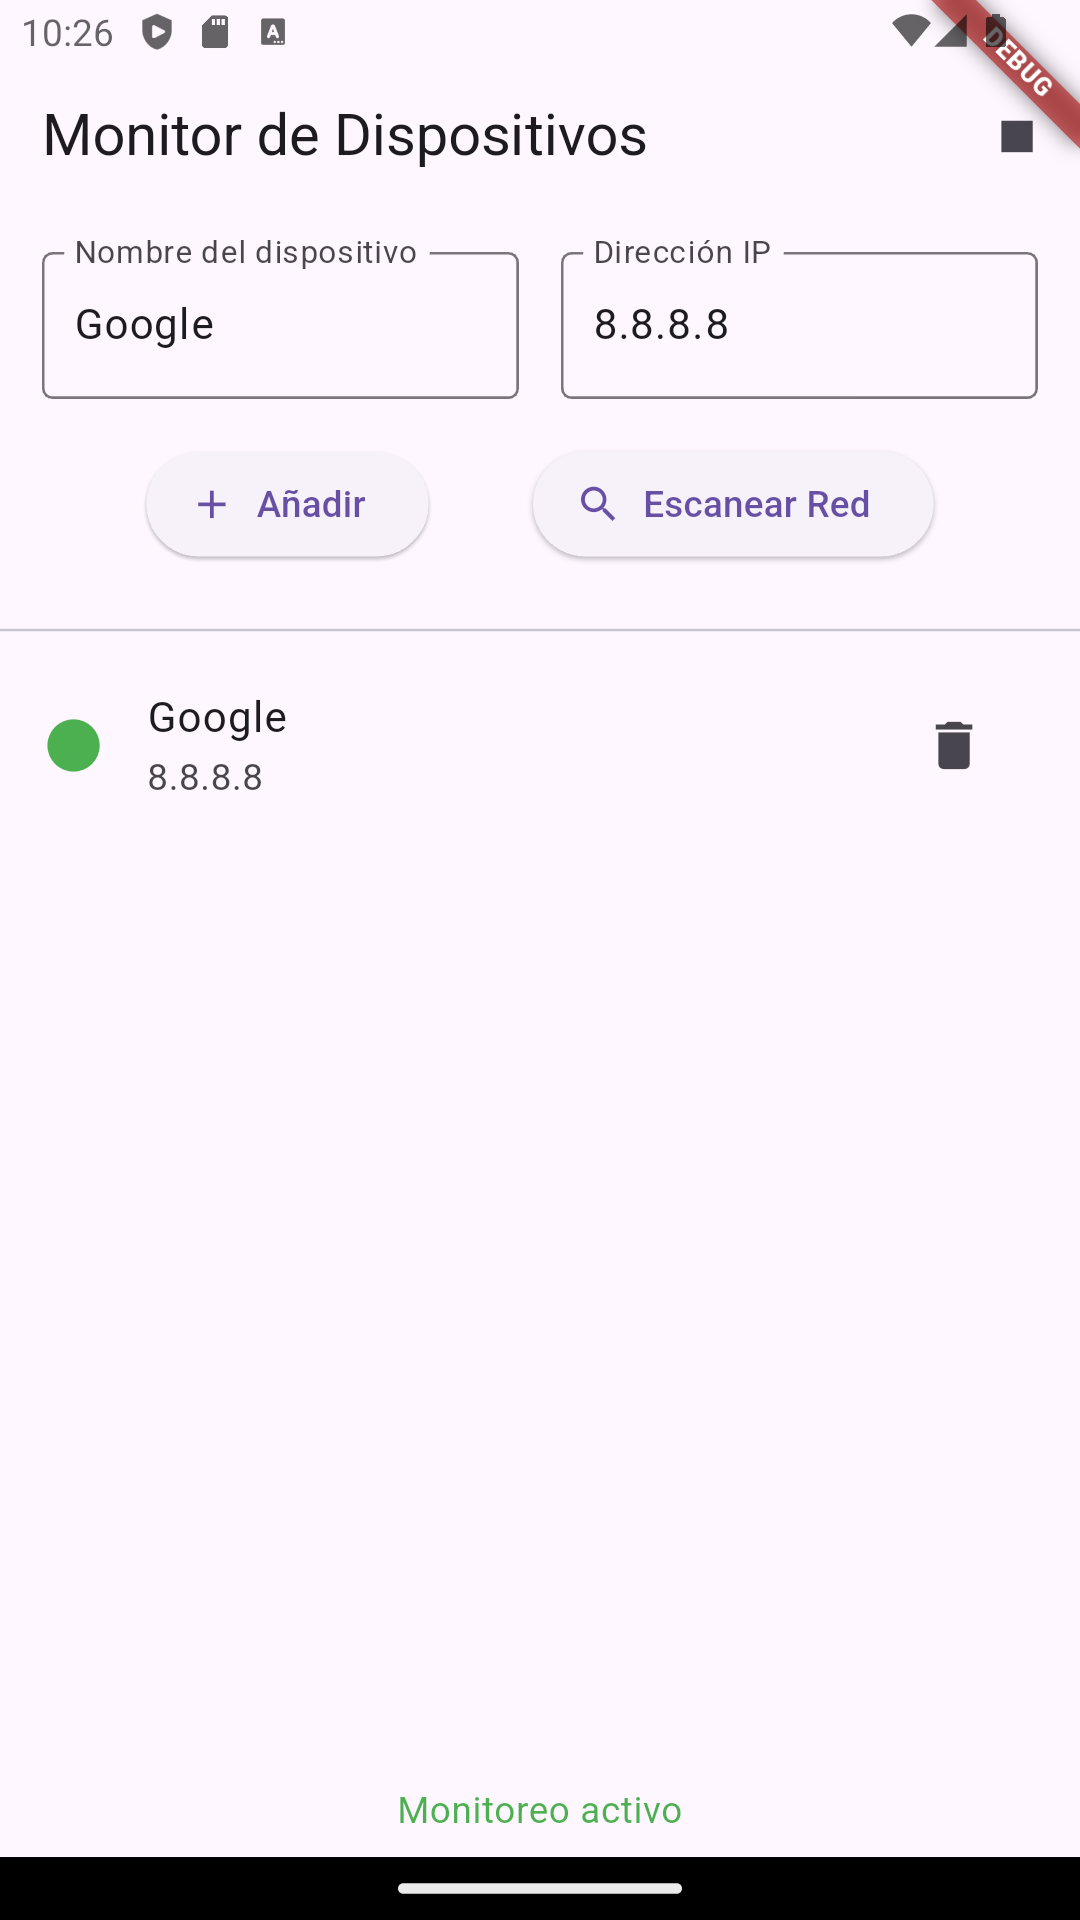 10:26
DEBUG
Monitor de Dispositivos
Nombre del dispositivo
Dirección IP
Google
8.8.8.8
Añadir
Escanear Red
Google
8.8.8.8
Monitoreo activo